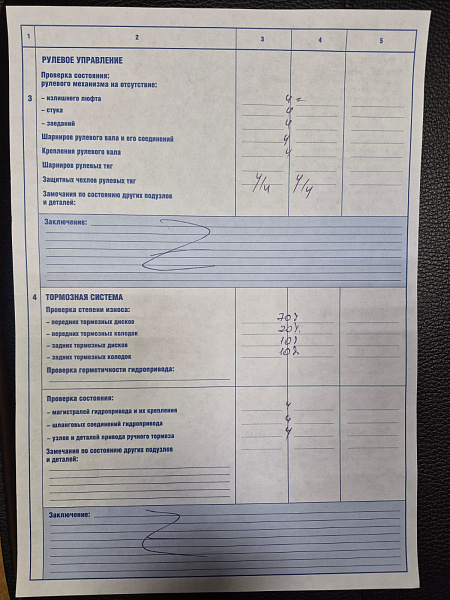 1 2 3 4 5
РУЛЕВОЕ УПРАВЛЕНИЕ
Проверка состояния:
рулевого механизма на отсутствие:
3 – излишнего люфта ч
– стука ч
– заеданий ч
Шарниров рулевого вала и его соединений ч
Крепления рулевого вала ч
Шарниров рулевых тяг
Защитных чехлов рулевых тяг ч/ч ч/ч
Замечания по состоянию других подузлов
и деталей:
Заключение:
4 ТОРМОЗНАЯ СИСТЕМА
Проверка степени износа:
– передних тормозных дисков 70%
– передних тормозных колодок 20%
– задних тормозных дисков 10%
– задних тормозных колодок 10%
Проверка герметичности гидропривода:
Проверка состояния:
– магистралей гидропривода и их крепления ч
– шланговых соединений гидропривода ч
– узлов и деталей привода ручного тормоза ч
Замечания по состоянию других подузлов
и деталей:
Заключение: